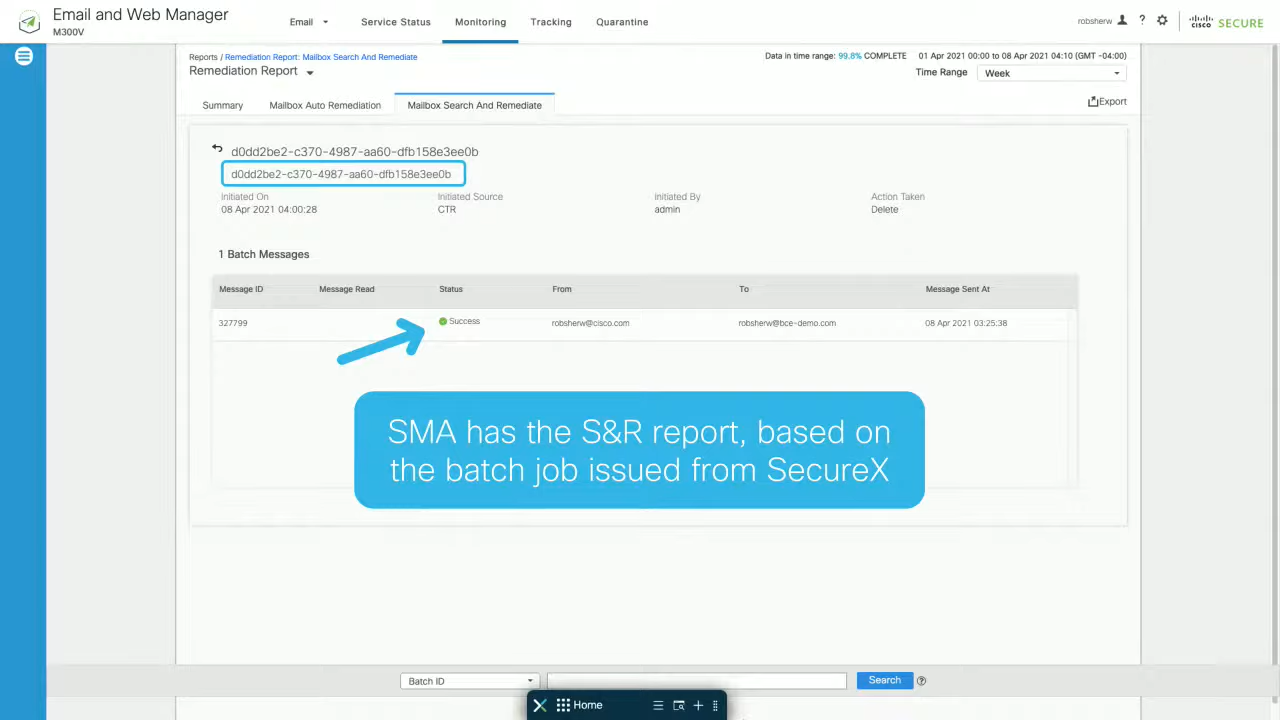 Email and Web Manager
M300V
Email
Service Status
Monitoring
Tracking
Quarantine
robsherw
?
cisco SECURE
Reports / Remediation Report: Mailbox Search And Remediate
Data in time range: 99.8% COMPLETE
01 Apr 2021 00:00 to 08 Apr 2021 04:10 (GMT -04:00)
Remediation Report
Time Range
Week
Summary
Mailbox Auto Remediation
Mailbox Search And Remediate
Export
d0dd2be2-c370-4987-aa60-dfb158e3ee0b
d0dd2be2-c370-4987-aa60-dfb158e3ee0b
Initiated On
Initiated Source
Initiated By
Action Taken
08 Apr 2021 04:00:28
CTR
admin
Delete
1 Batch Messages
Message ID
Message Read
Status
From
To
Message Sent At
327799
Success
robsherw@cisco.com
robsherw@bce-demo.com
08 Apr 2021 03:25:38
SMA has the S&R report, based on
the batch job issued from SecureX
Batch ID
Search
?
Home